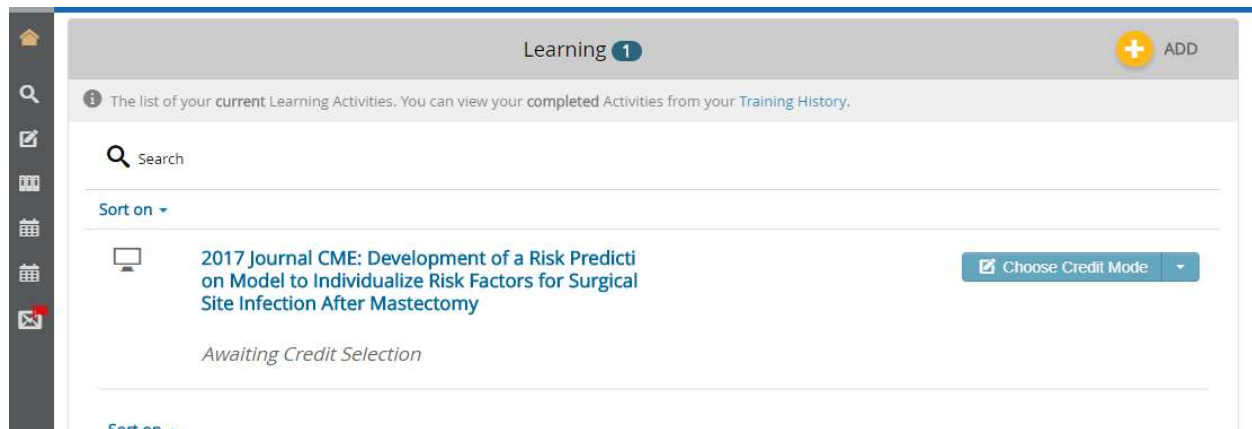 Learning 1
ADD
The list of your current Learning Activities. You can view your completed Activities from your Training History.
Search
Sort on
2017 Journal CME: Development of a Risk Predicti
on Model to Individualize Risk Factors for Surgical
Site Infection After Mastectomy
Choose Credit Mode
Awaiting Credit Selection
Sort on